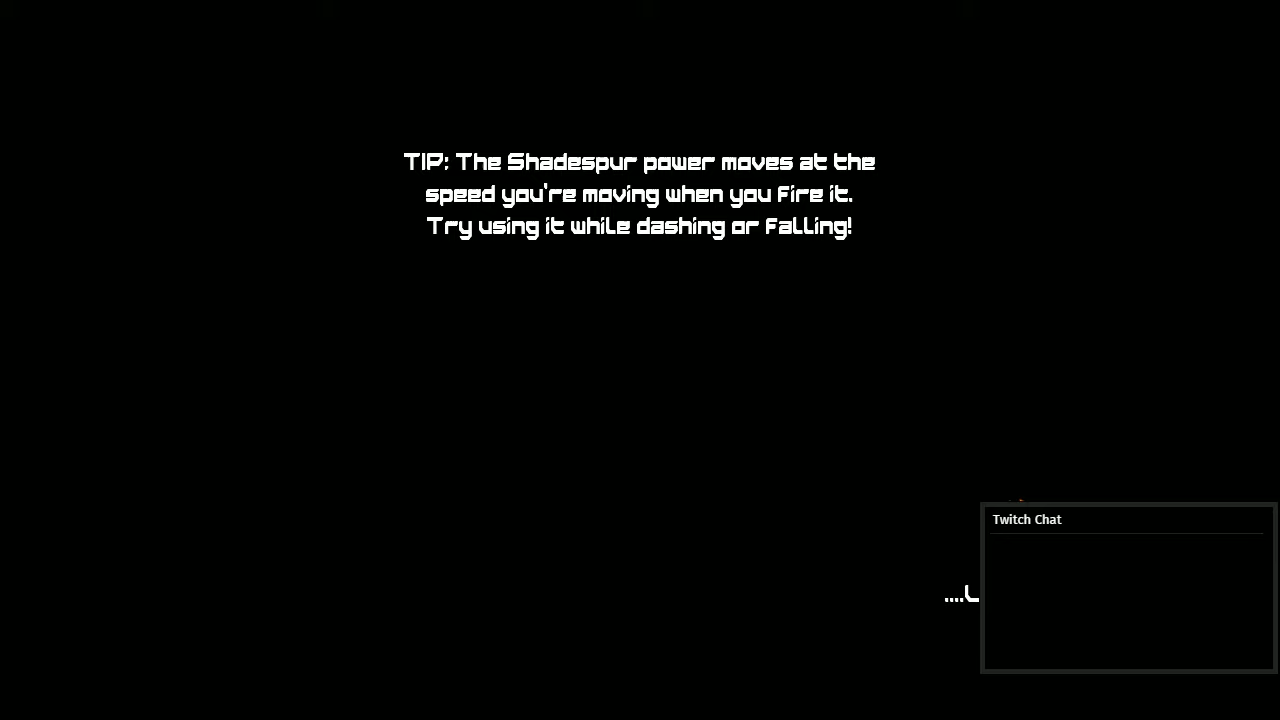 TIP: The Shadespur power moves at the
speed you're moving when you fire it.
Try using it while dashing or falling!
Twitch Chat
....L